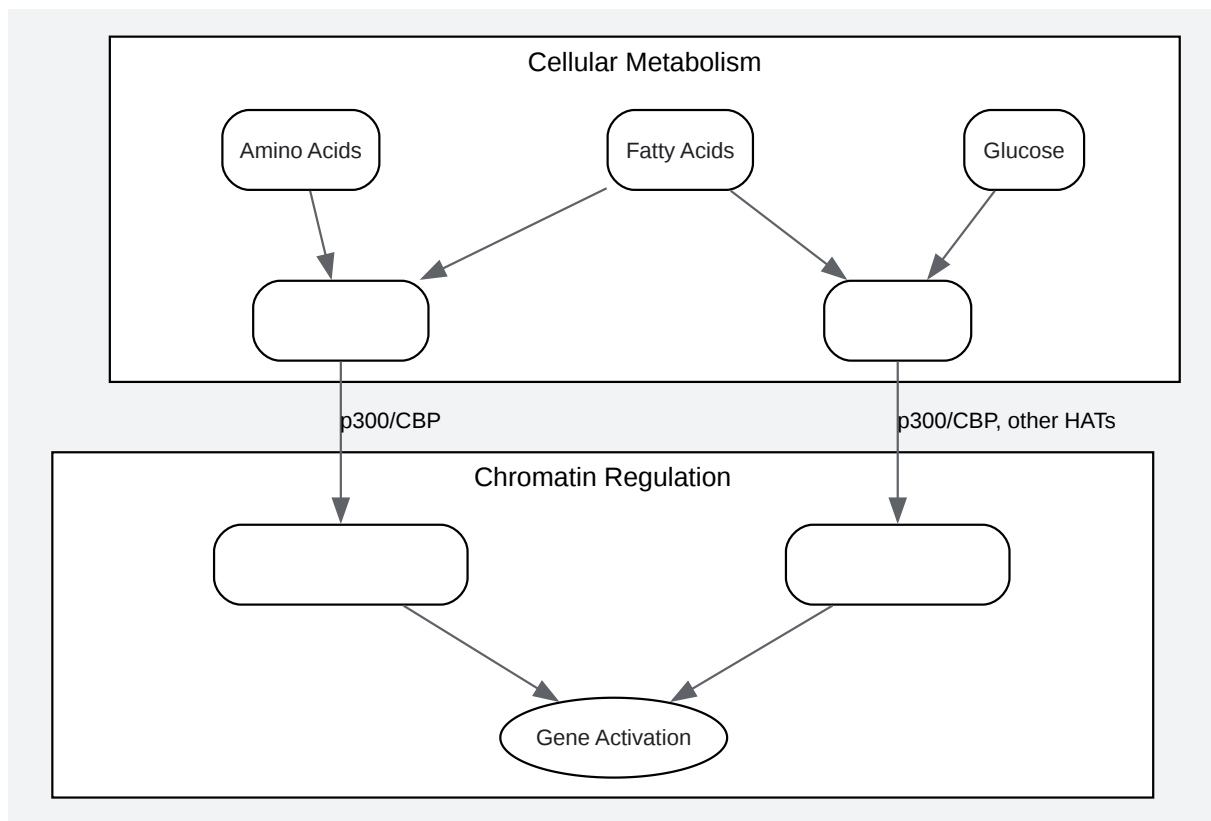 Cellular Metabolism
Amino Acids
Fatty Acids
Glucose
p300/CBP
p300/CBP, other HATs
Chromatin Regulation
Gene Activation